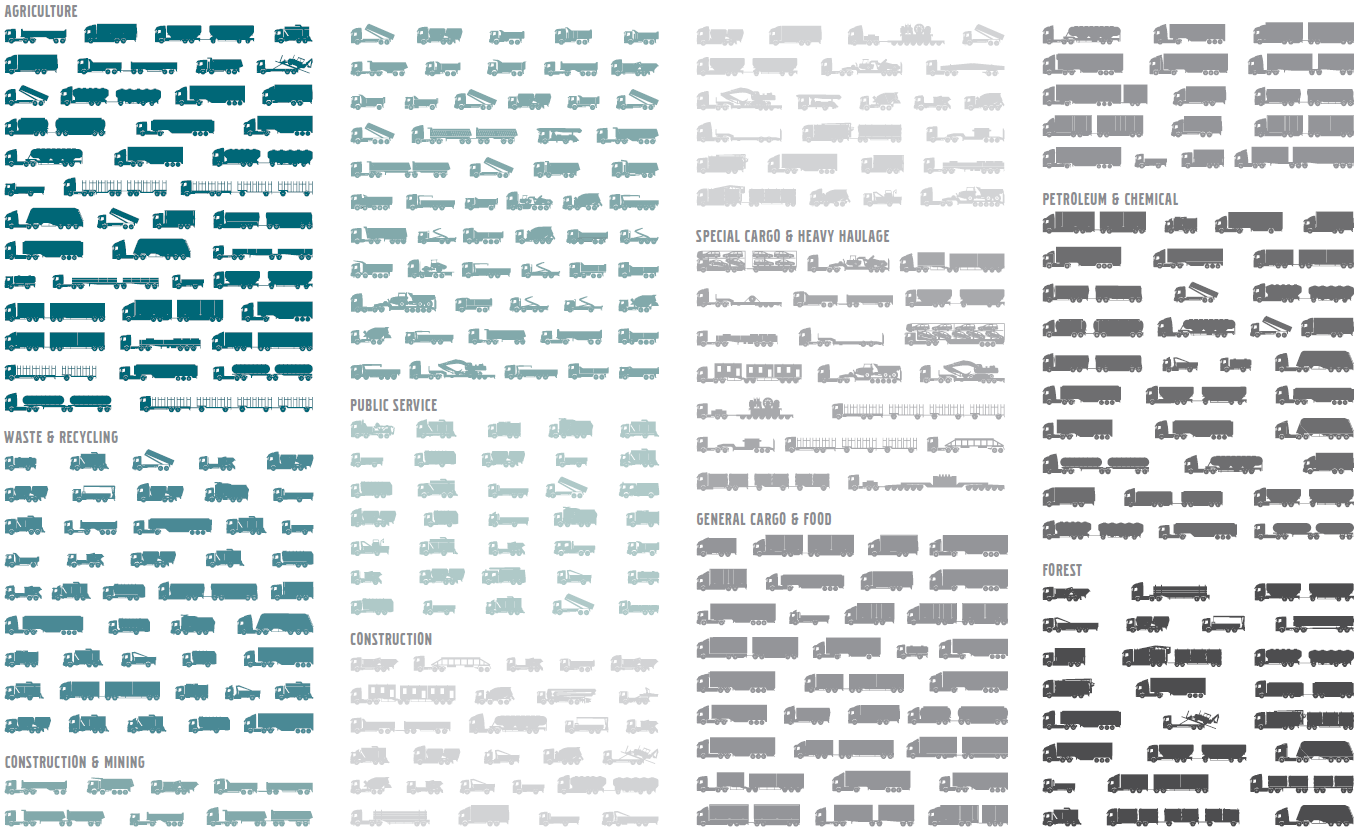 AGRICULTURE
WASTE & RECYCLING
CONSTRUCTION & MINING
PUBLIC SERVICE
CONSTRUCTION
SPECIAL CARGO & HEAVY HAULAGE
GENERAL CARGO & FOOD
PETROLEUM & CHEMICAL
FOREST